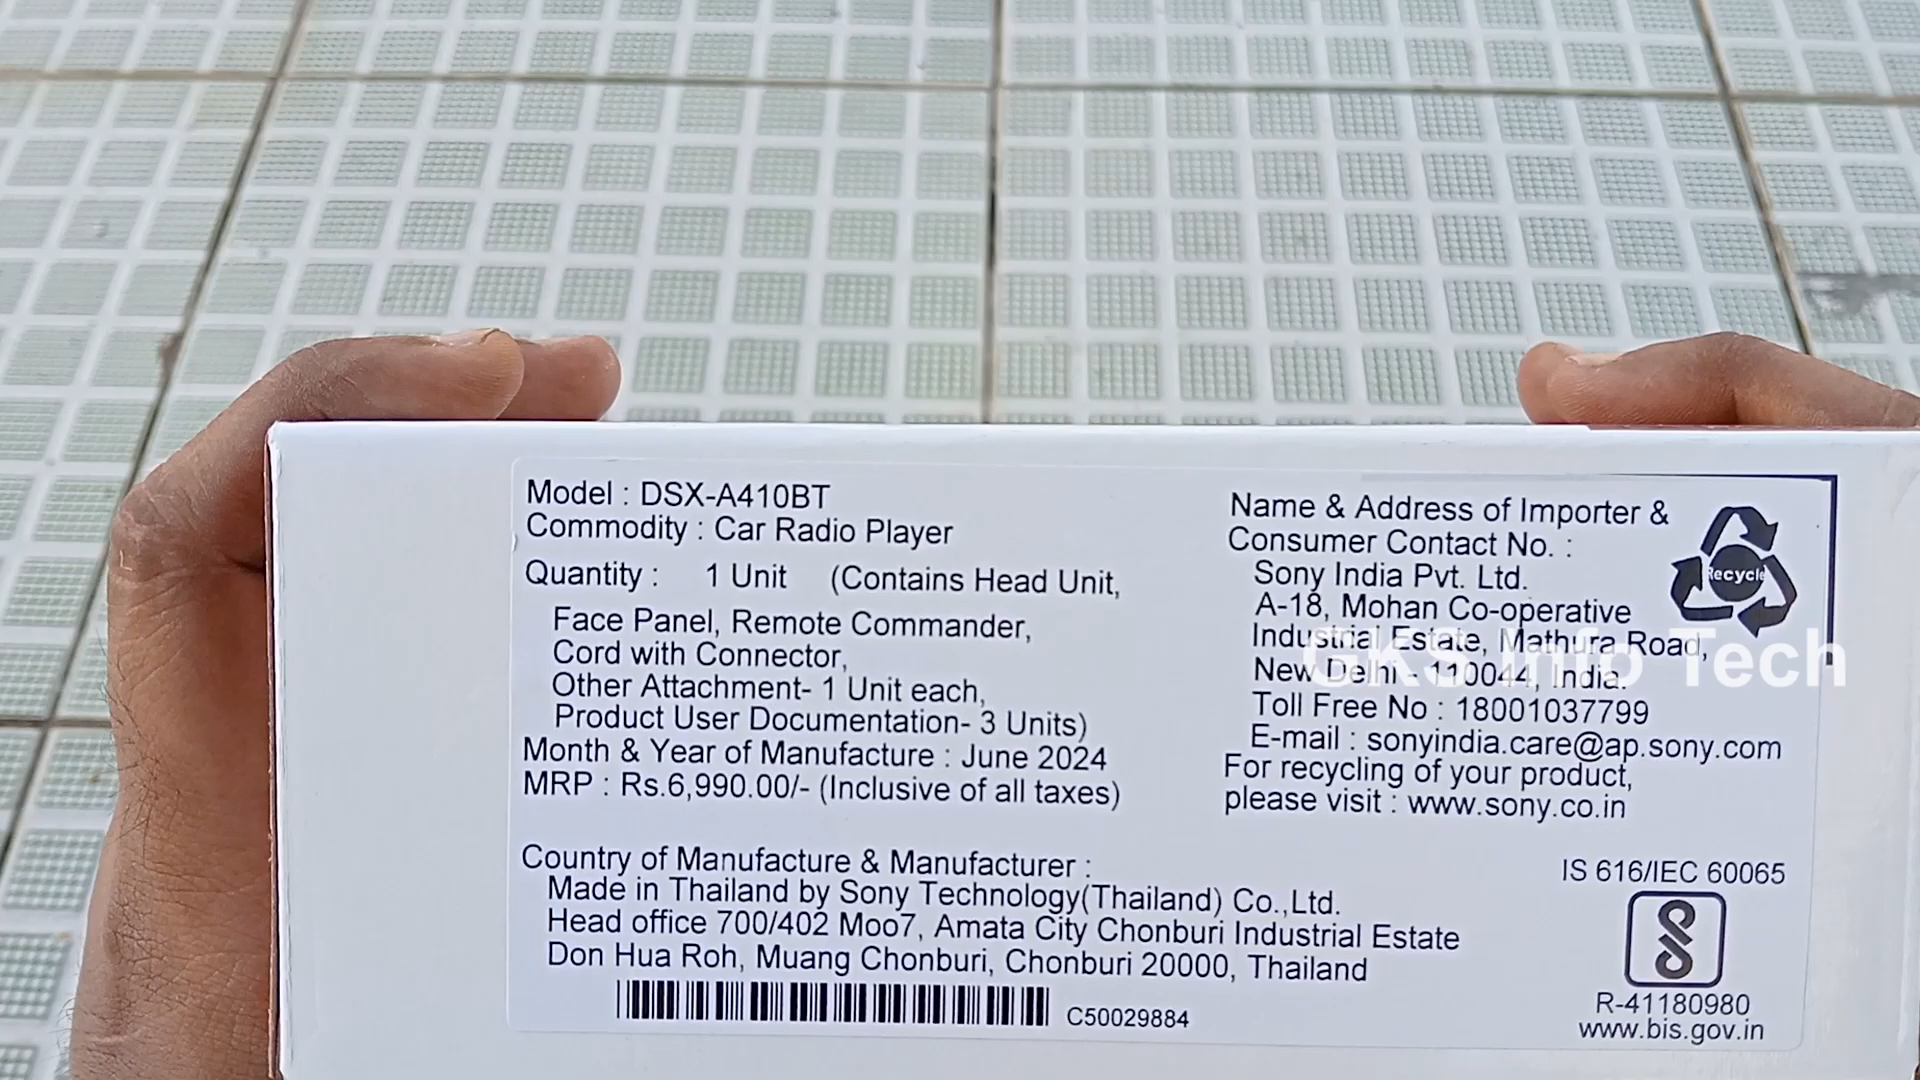 Model : DSX-A410BT
Commodity : Car Radio Player
Quantity : 1 Unit (Contains Head Unit,
Face Panel, Remote Commander,
Cord with Connector,
Other Attachment- 1 Unit each,
Product User Documentation- 3 Units)
Month & Year of Manufacture : June 2024
MRP : Rs.6,990.00/- (Inclusive of all taxes)
Country of Manufacture & Manufacturer :
Made in Thailand by Sony Technology(Thailand) Co.,Ltd.
Head office 700/402 Moo7, Amata City Chonburi Industrial Estate
Don Hua Roh, Muang Chonburi, Chonburi 20000, Thailand
C50029884
Name & Address of Importer &
Consumer Contact No. :
Sony India Pvt. Ltd.
A-18, Mohan Co-operative
Industrial Estate, Mathura Road,
New Delhi - 110044, India.
Toll Free No : 18001037799
E-mail : sonyindia.care@ap.sony.com
For recycling of your product,
please visit : www.sony.co.in
Recycle
GKS Info Tech
IS 616/IEC 60065
R-41180980
www.bis.gov.in